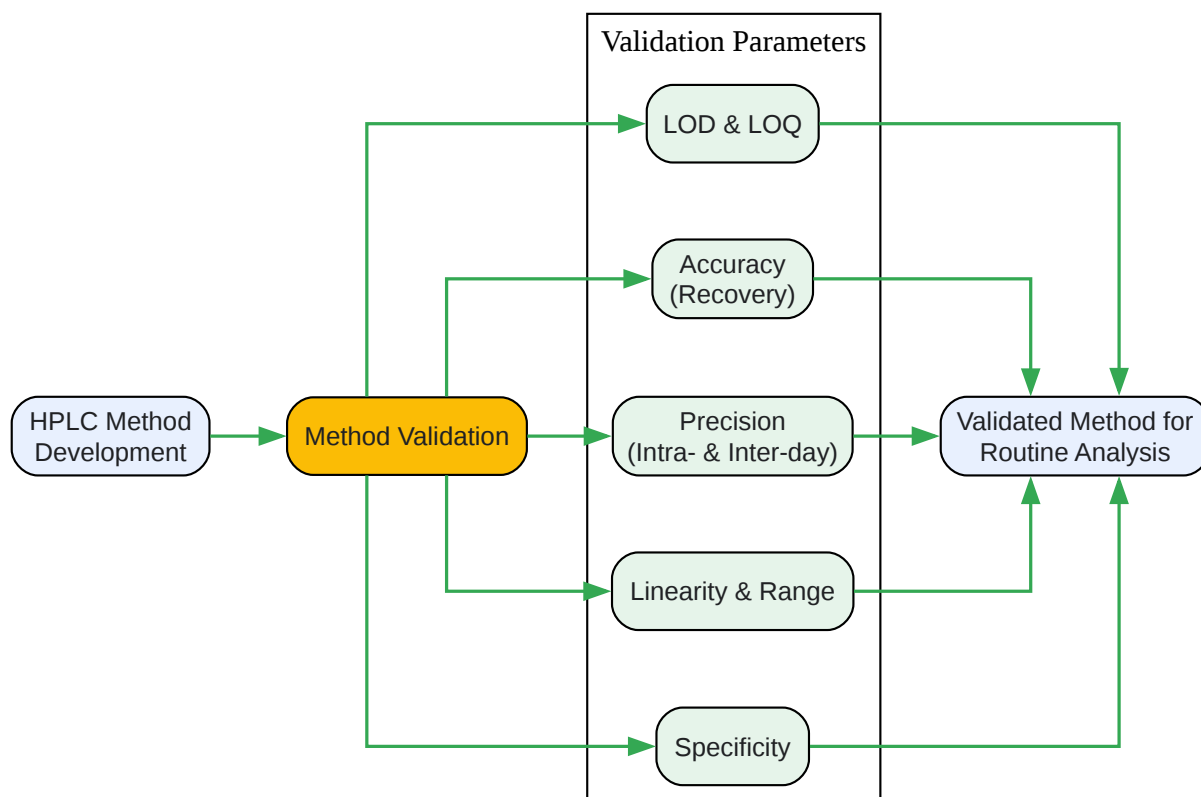 Validation Parameters
LOD & LOQ
Accuracy
(Recovery)
HPLC Method
Development
Method Validation
Precision
(Intra- & Inter-day)
Validated Method for
Routine Analysis
Linearity & Range
Specificity